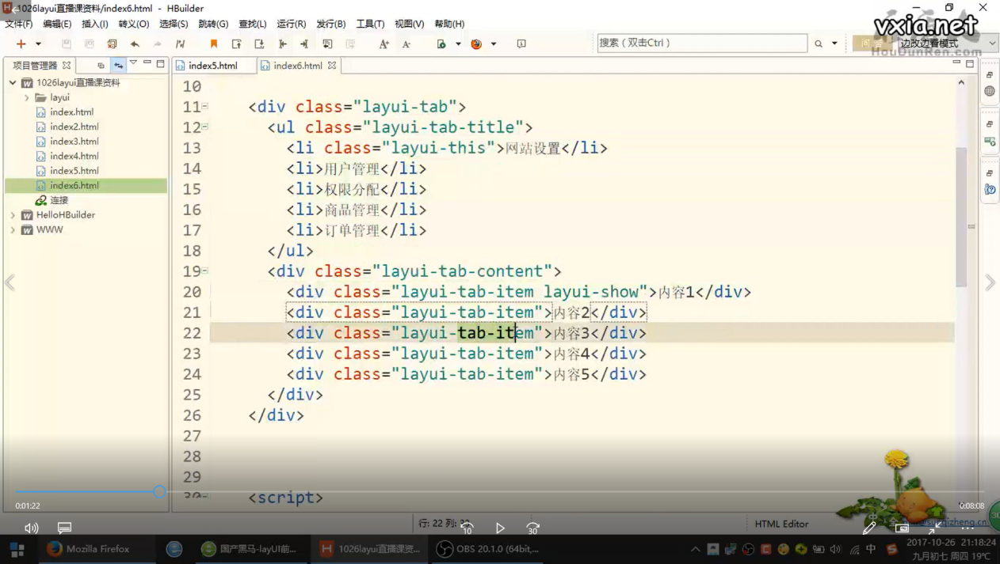 1026layui直播课资料/index6.html - HBuilder
文件(F) 编辑(E) 插入(I) 转义(O) 选择(S) 跳转(G) 查找(L) 运行(R) 发行(B) 工具(T) 视图(V) 帮助(H)
vxia.net
搜索（双击Ctrl）
边改边看模式
HouDunRen.com
项目管理器
index5.html
index6.html
1026layui直播课资料
layui
index.html
index2.html
index3.html
index4.html
index5.html
index6.html
连接
HelloHBuilder
WWW
10
11 <div class="layui-tab">
12 <ul class="layui-tab-title">
13 <li class="layui-this">网站设置</li>
14 <li>用户管理</li>
15 <li>权限分配</li>
16 <li>商品管理</li>
17 <li>订单管理</li>
18 </ul>
19 <div class="layui-tab-content">
20 <div class="layui-tab-item layui-show">内容1</div>
21 <div class="layui-tab-item">内容2</div>
22 <div class="layui-tab-item">内容3</div>
23 <div class="layui-tab-item">内容4</div>
24 <div class="layui-tab-item">内容5</div>
25 </div>
26 </div>
27
28
29
30 <script>
0:01:22
0:08:08
10
30
行: 22 列:
HTML Editor
30
Mozilla Firefox
国产黑马-layUI前...
1026layui直播课资...
OBS 20.1.0 (64bit,...
中
2017-10-26 21:18:24
九月初七 周四 19℃